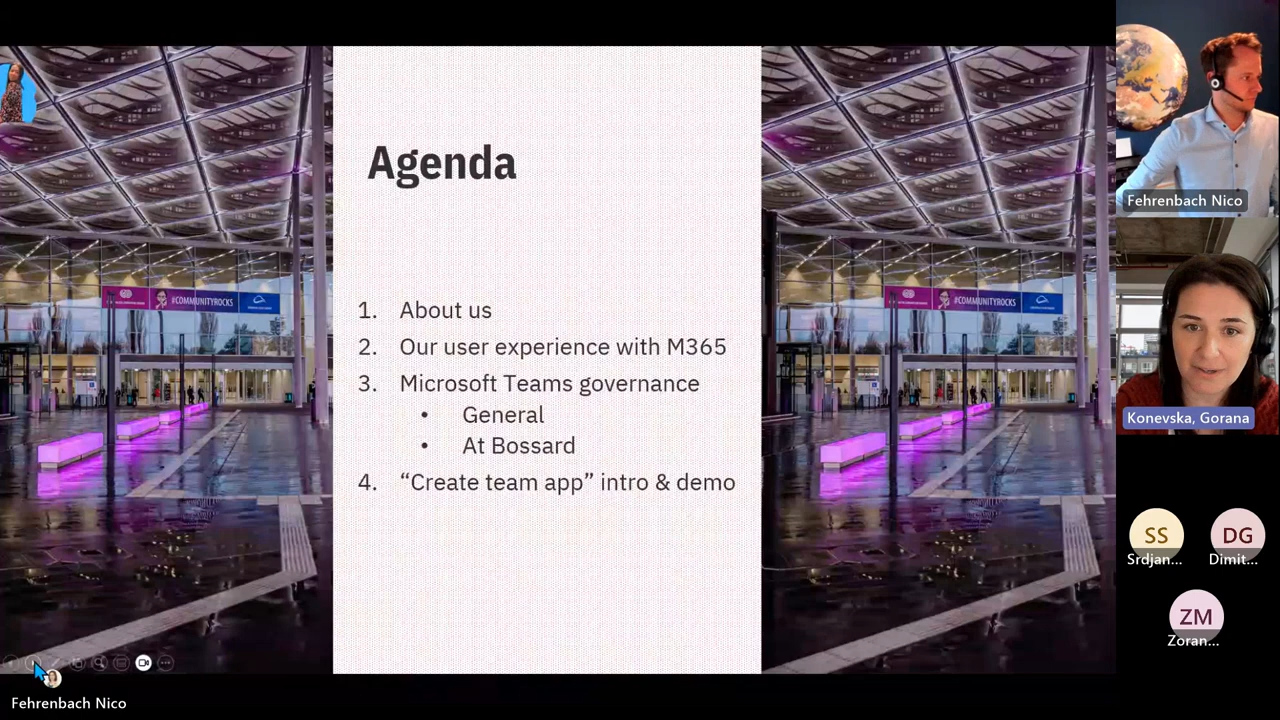 Agenda
1. About us
2. Our user experience with M365
3. Microsoft Teams governance
• General
• At Bossard
4. “Create team app” intro & demo
#COMMUNITYROCKS
#COMMUNITYROCKS
Fehrenbach Nico
Konevska, Gorana
SS
Srdjan...
DG
Dimit...
ZM
Zoran...
Fehrenbach Nico